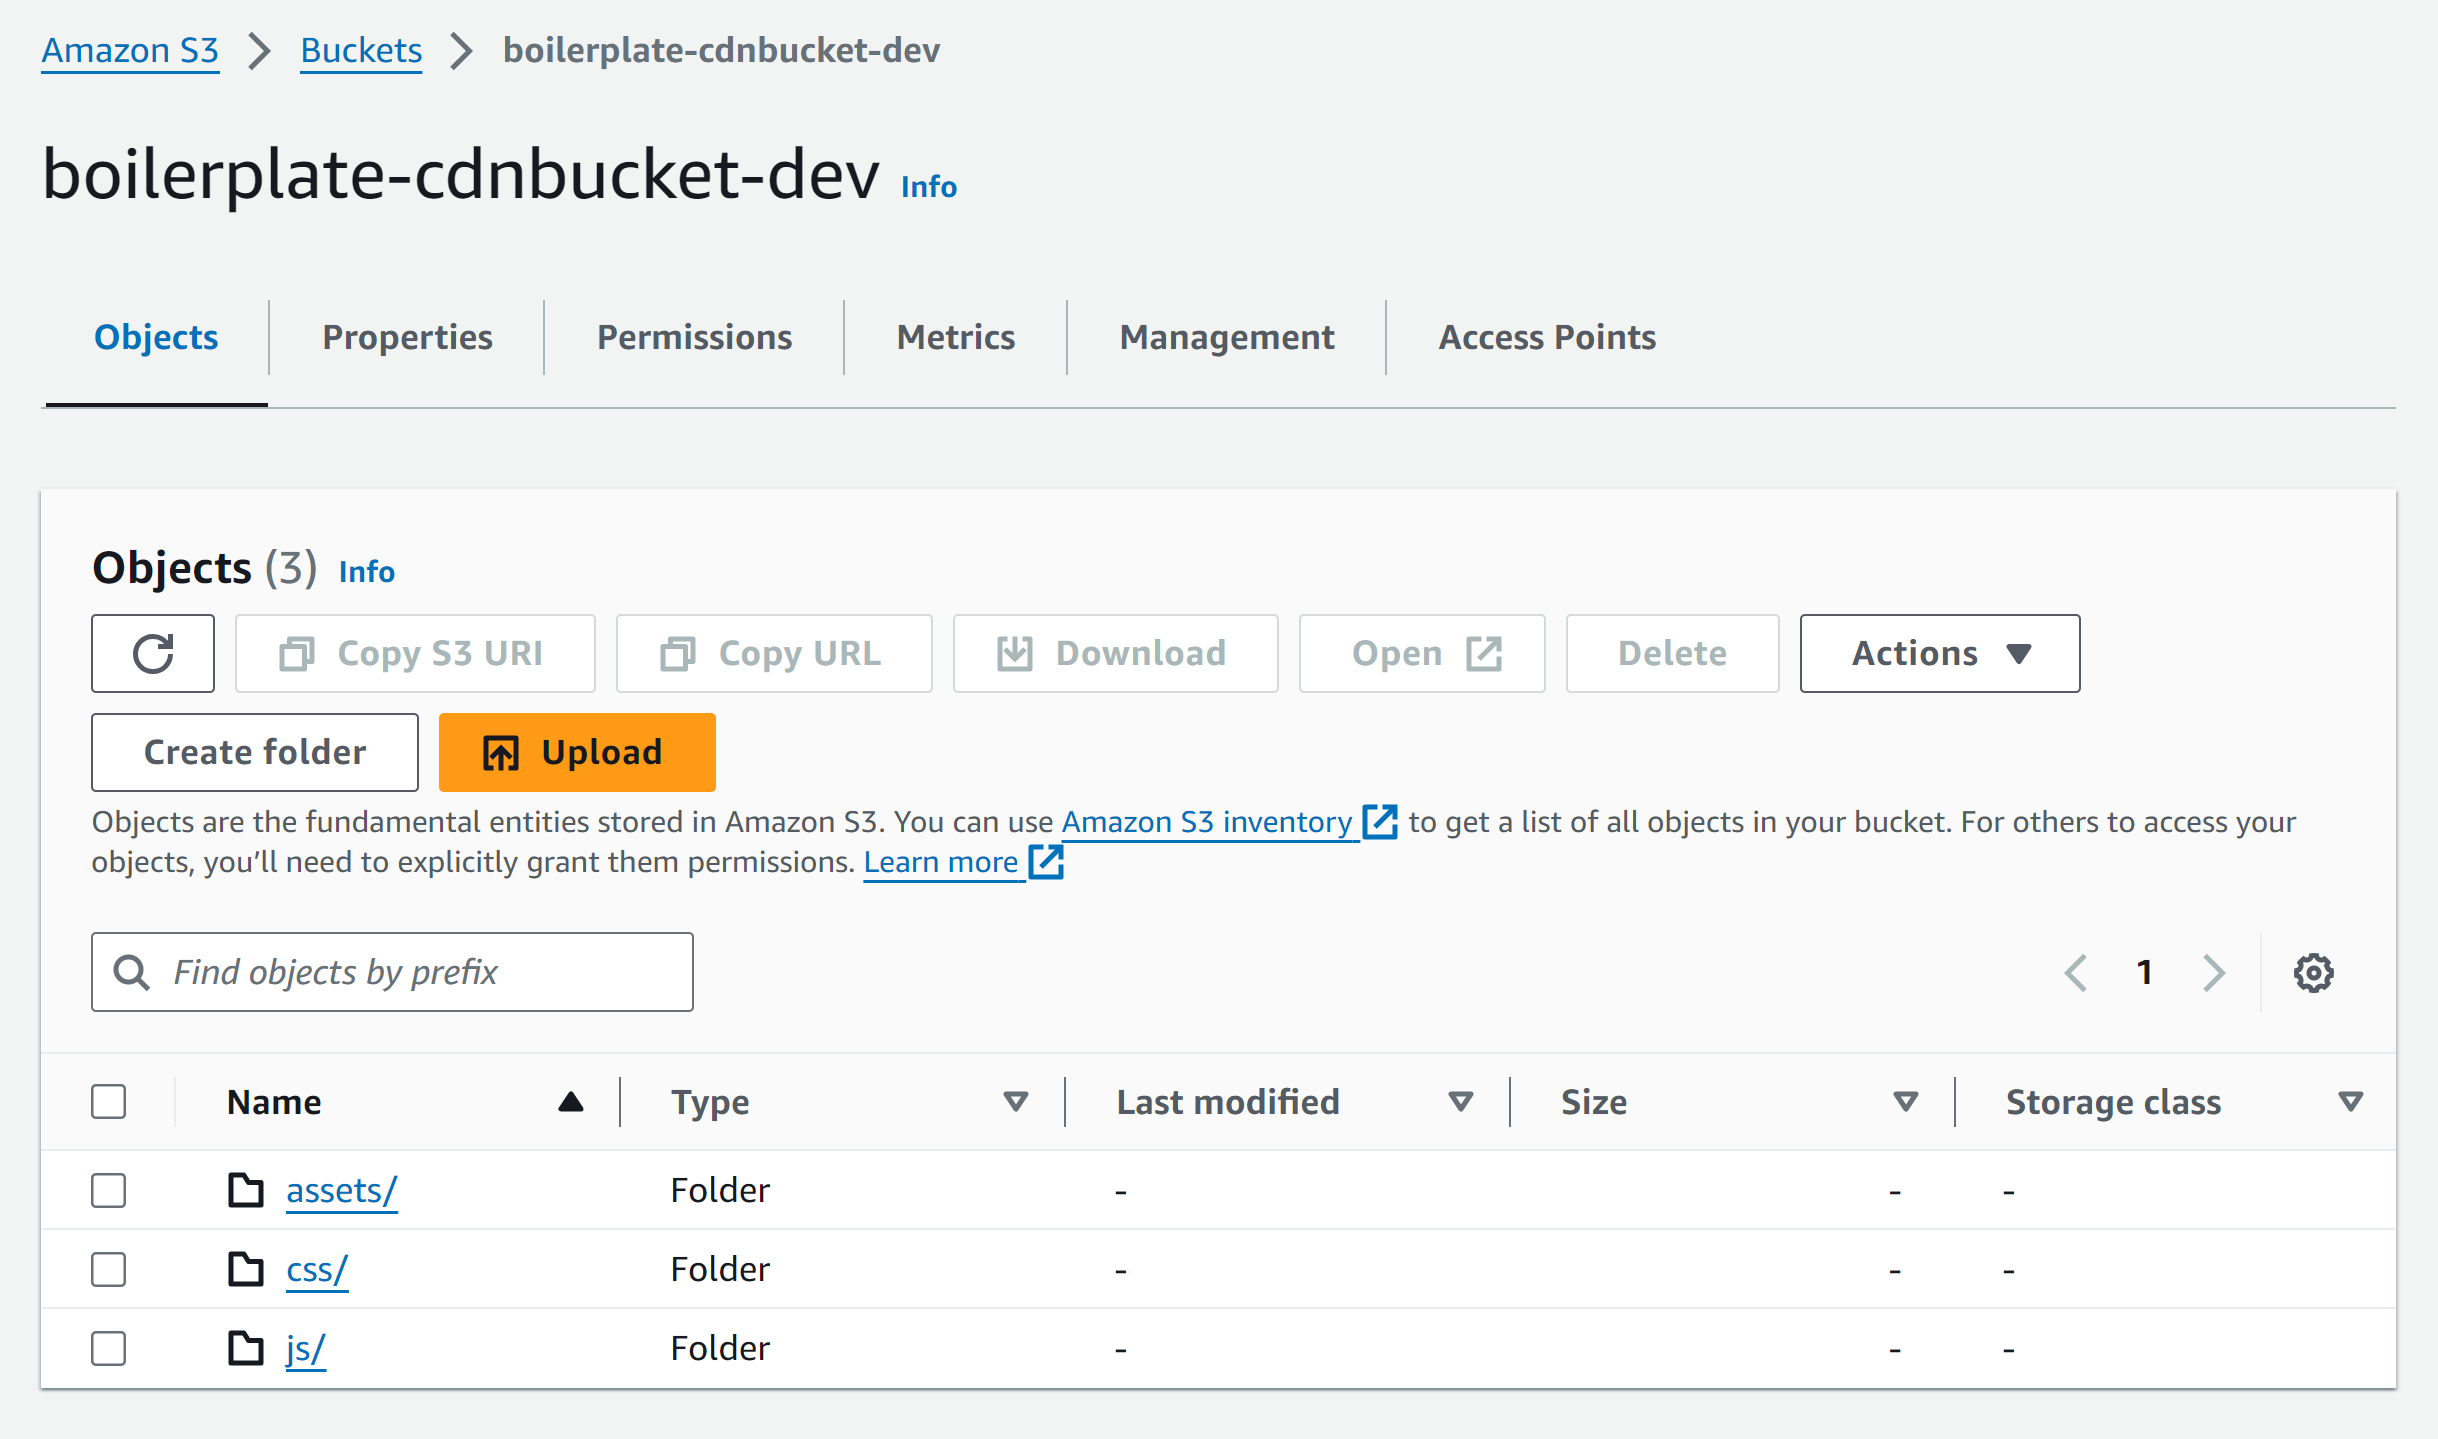 Amazon S3 Buckets boilerplate-cdnbucket-dev
boilerplate-cdnbucket-dev Info
Objects Properties Permissions Metrics Management Access Points
Objects (3) Info
Copy S3 URI Copy URL Download Open Delete Actions
Create folder Upload
Objects are the fundamental entities stored in Amazon S3. You can use Amazon S3 inventory to get a list of all objects in your bucket. For others to access your
objects, you’ll need to explicitly grant them permissions. Learn more
Find objects by prefix 1
Name Type Last modified Size Storage class
assets/ Folder - - -
css/ Folder - - -
js/ Folder - - -